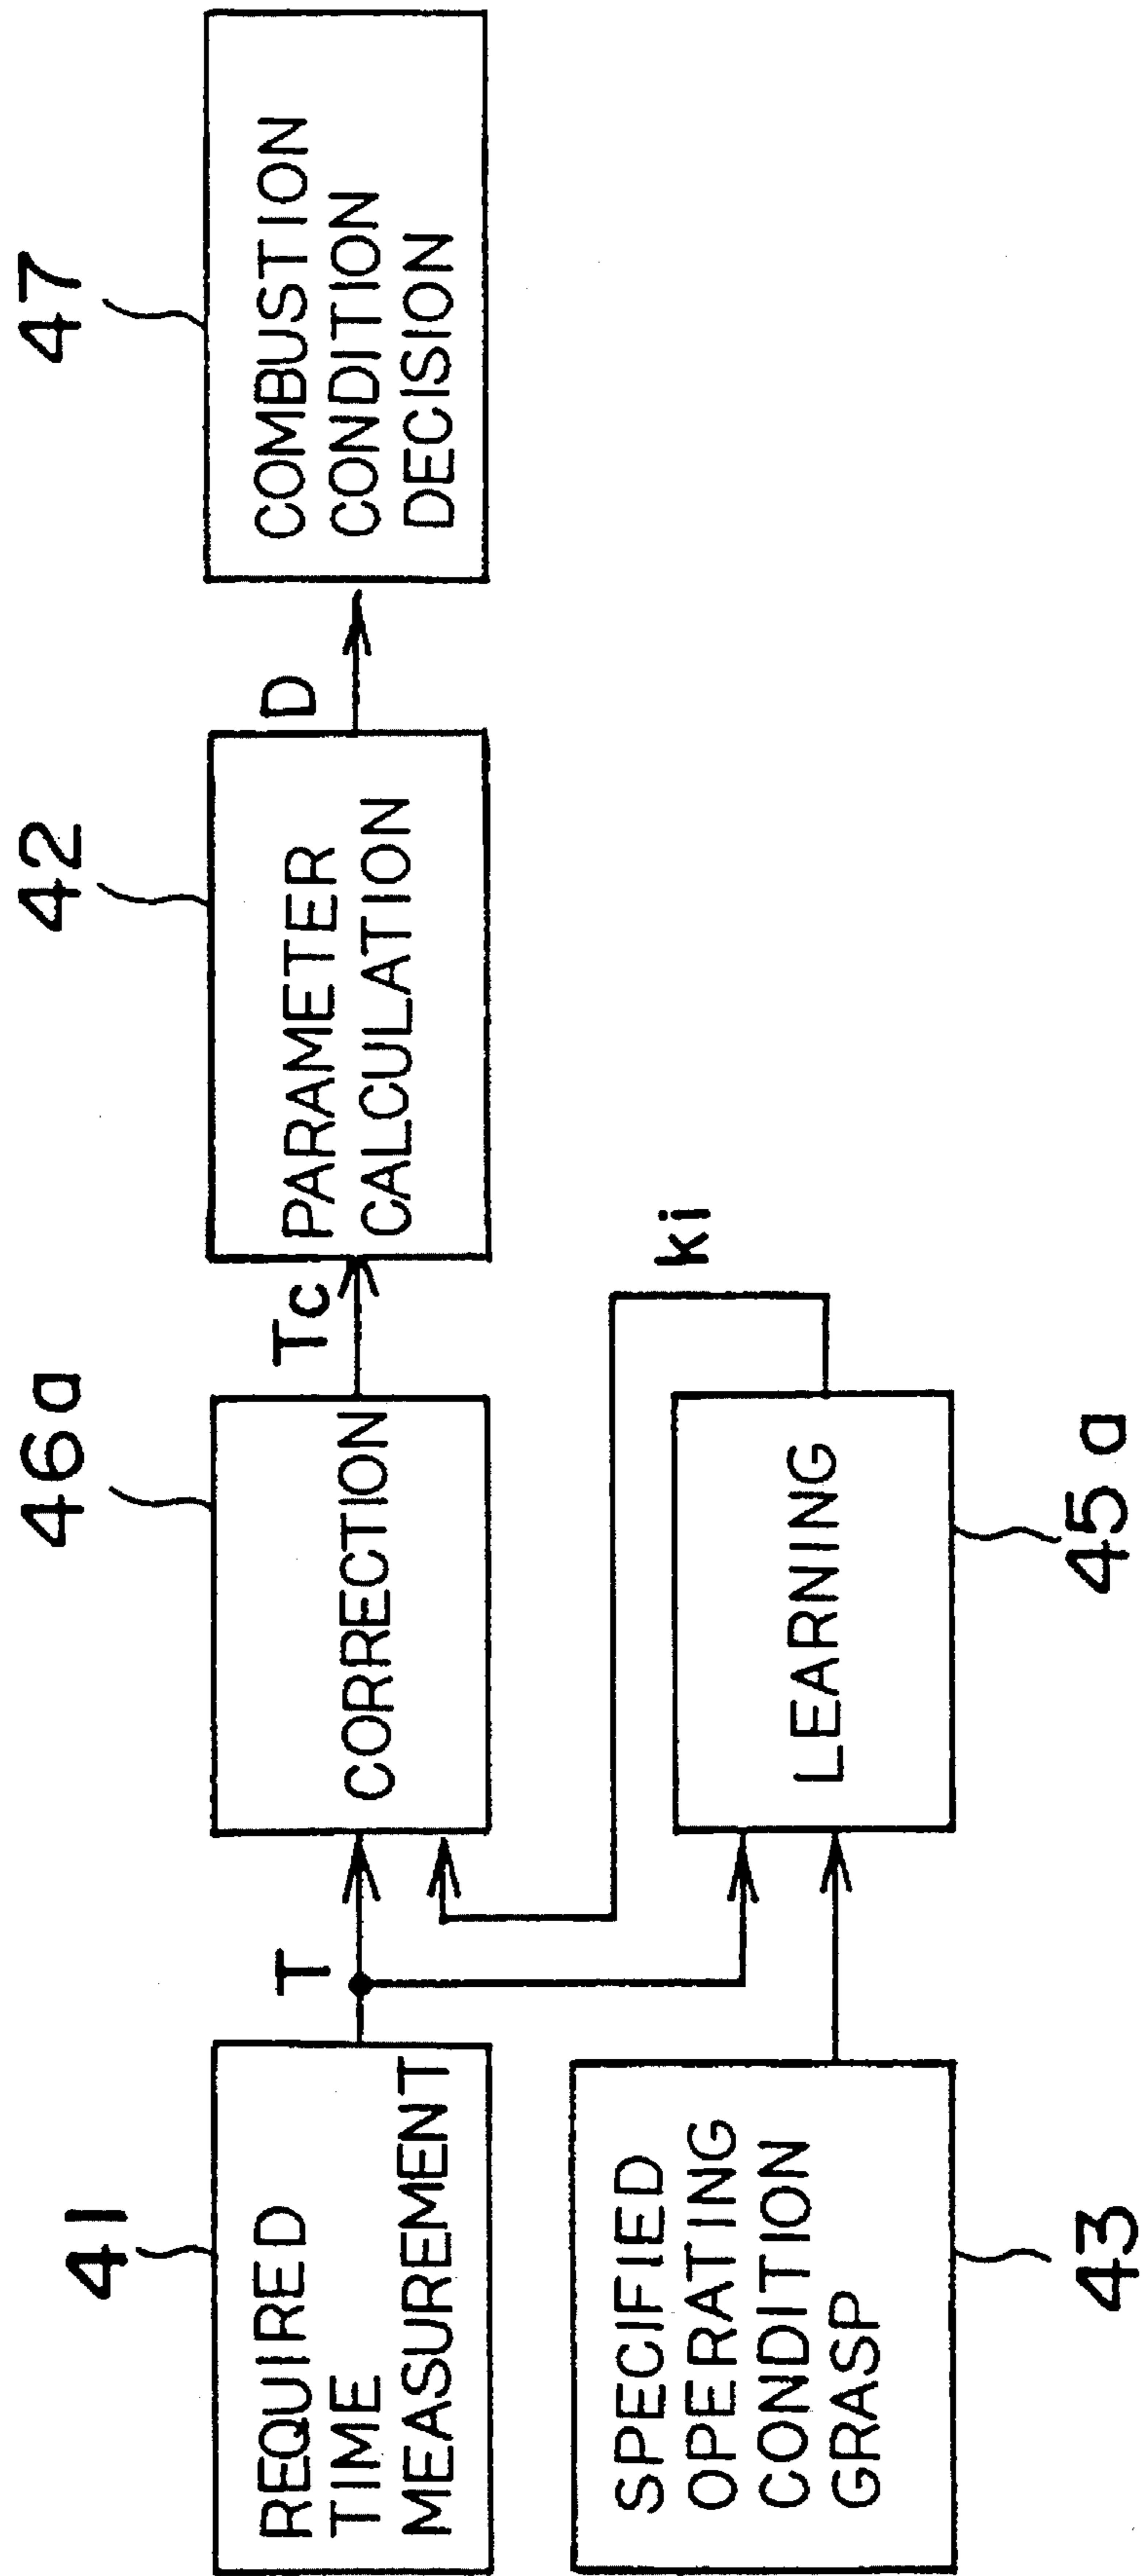 41
REQUIRED
TIME
MEASUREMENT
T
46a
CORRECTION
Tc
42
PARAMETER
CALCULATION
D
47
COMBUSTION
CONDITION
DECISION
SPECIFIED
OPERATING
CONDITION
GRASP
43
LEARNING
45a
ki